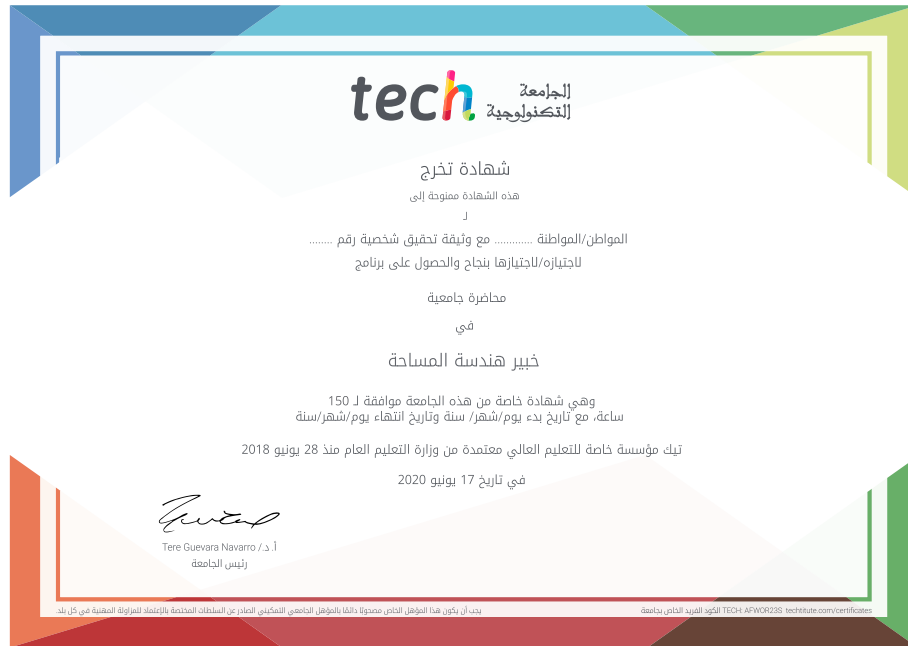 tech الجامعة
التكنولوجية
شهادة تخرج
هذه الشهادة ممنوحة إلى
لـ
المواطن/المواطنة ............. مع وثيقة تحقيق شخصية رقم ........
لاجتيازه/لاجتيازها بنجاح والحصول على برنامج
محاضرة جامعية
في
خبير هندسة المساحة
وهي شهادة خاصة من هذه الجامعة موافقة لـ 150
ساعة، مع تاريخ بدء يوم/شهر/ سنة وتاريخ انتهاء يوم/شهر/سنة
تيك مؤسسة خاصة للتعليم العالي معتمدة من وزارة التعليم العام منذ 28 يونيو 2018
في تاريخ 17 يونيو 2020
أ. د./ Tere Guevara Navarro
رئيس الجامعة
يجب أن يكون هذا المؤهل الخاص مصحوبًا دائمًا بالمؤهل الجامعي التمكيني الصادر عن السلطات المختصة بالإعتماد للمزاولة المهنية في كل بلد.
الكود الفريد الخاص بجامعة TECH: AFWOR23S techtitute.com/certificates